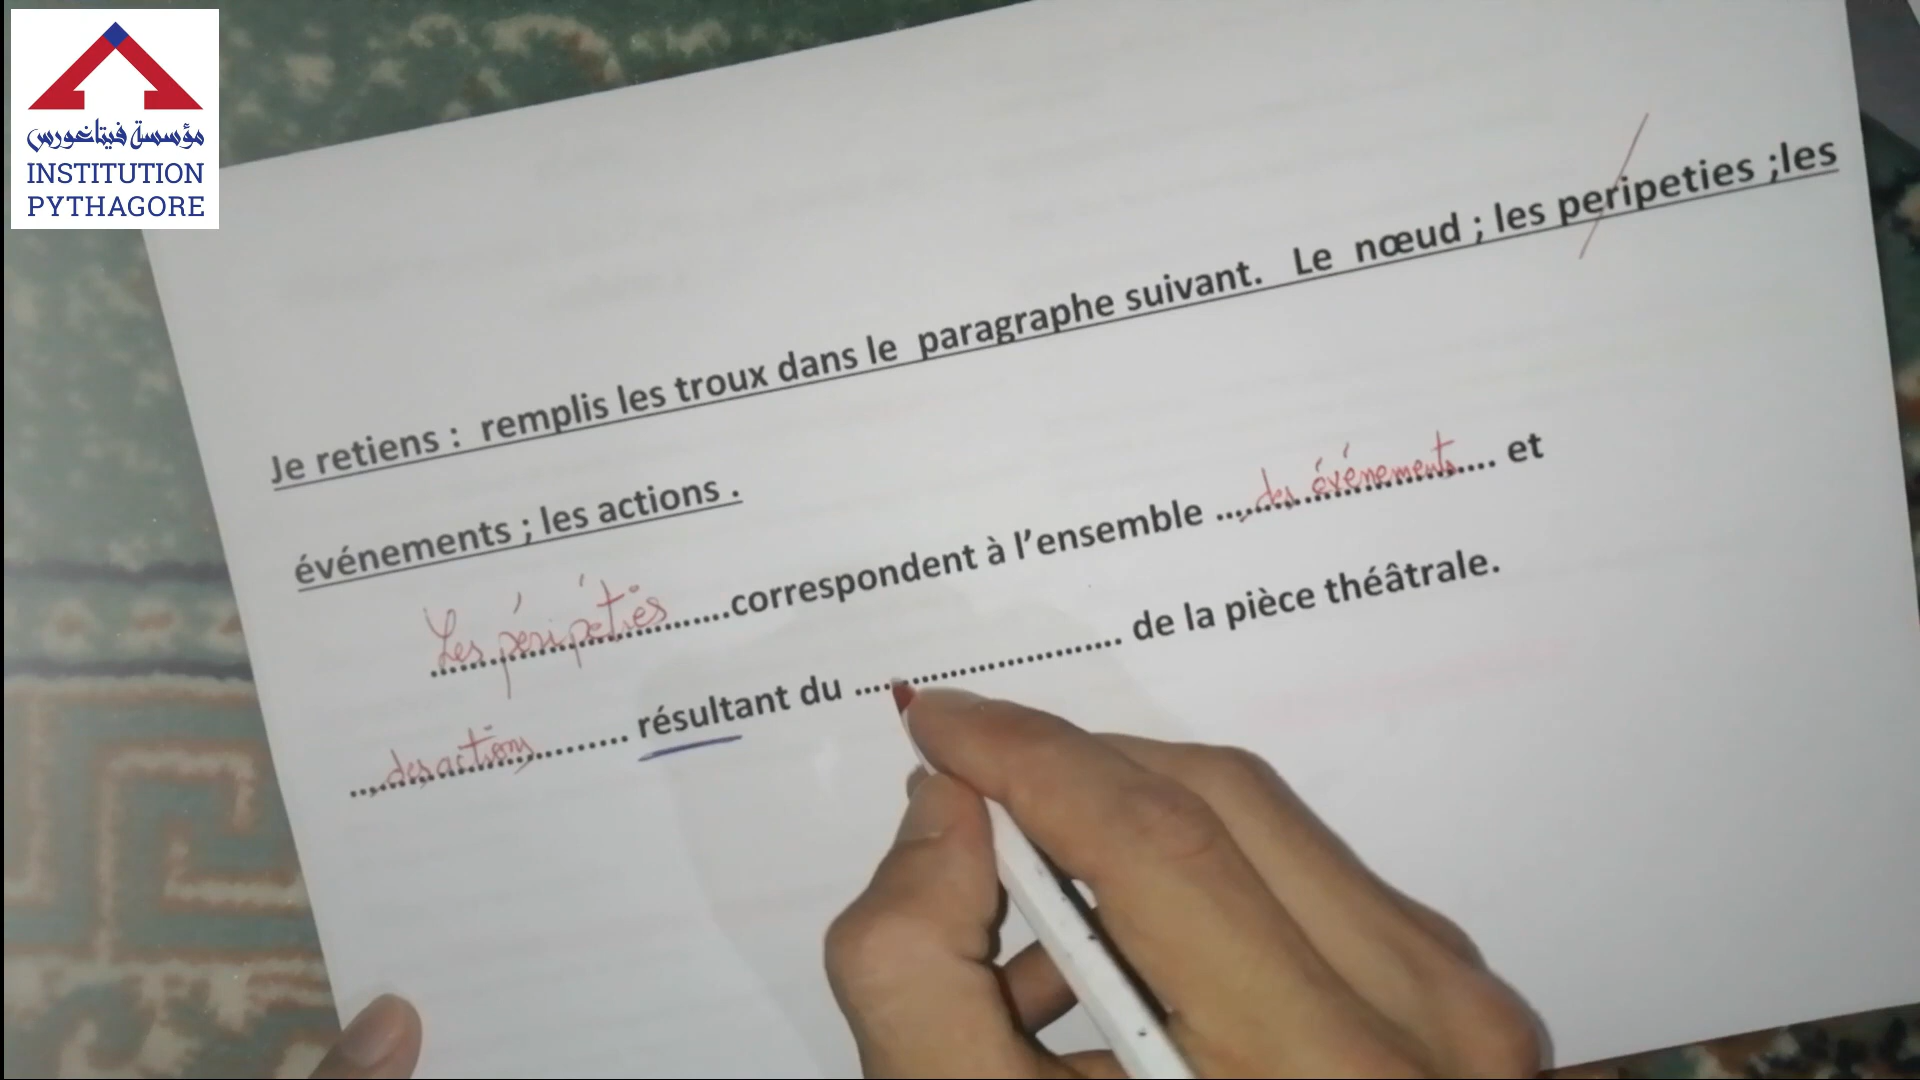 مؤسسة فيتاغورس
INSTITUTION
PYTHAGORE
Je retiens : remplis les troux dans le paragraphe suivant. Le nœud ; les peripeties ;les
événements ; les actions .
Les péripéties..............correspondent à l'ensemble ...des événements.... et
...des actions......... résultant du .............................. de la pièce théâtrale.